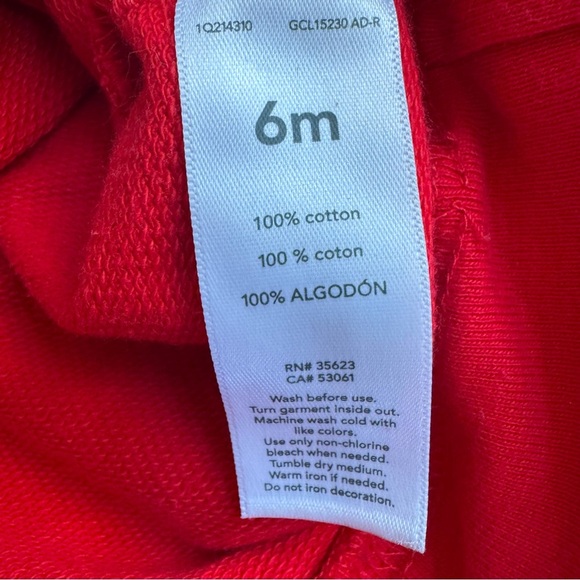 1Q214310 GCL15230 AD-R
6m
100% cotton
100 % coton
100% ALGODÓN
RN# 35623
CA# 53061
Wash before use.
Turn garment inside out.
Machine wash cold with
like colors.
Use only non-chlorine
bleach when needed.
Tumble dry medium.
Warm iron if needed.
Do not iron decoration.